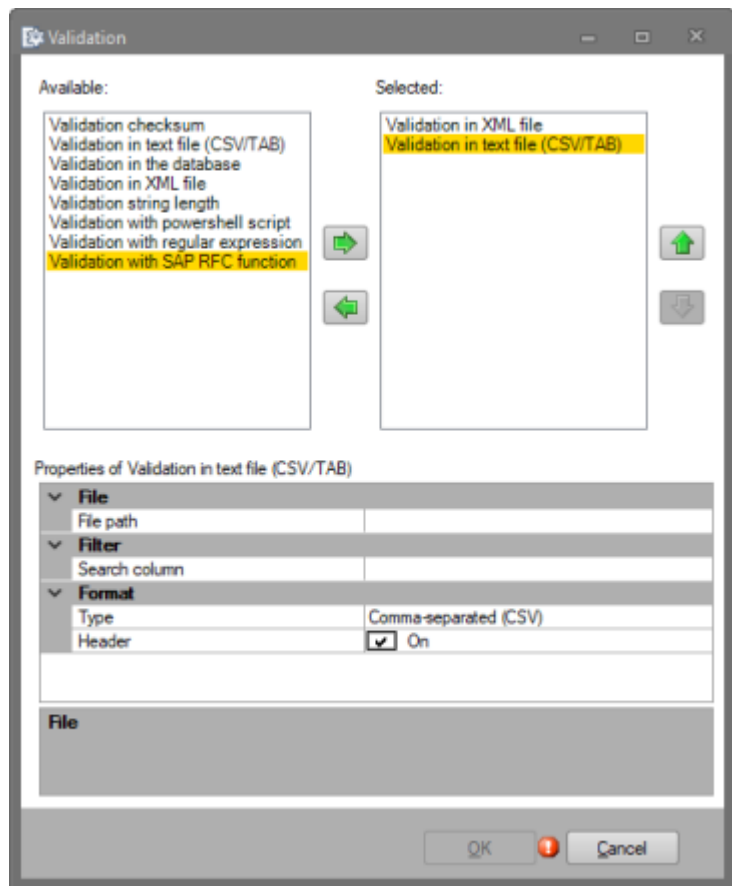 Validation
Available:
Selected:
Validation checksum
Validation in text file (CSV/TAB)
Validation in the database
Validation in XML file
Validation string length
Validation with powershell script
Validation with regular expression
Validation with SAP RFC function
Validation in XML file
Validation in text file (CSV/TAB)
Properties of Validation in text file (CSV/TAB)
File
File path
Filter
Search column
Format
Type Comma-separated (CSV)
Header On
File
OK
Cancel